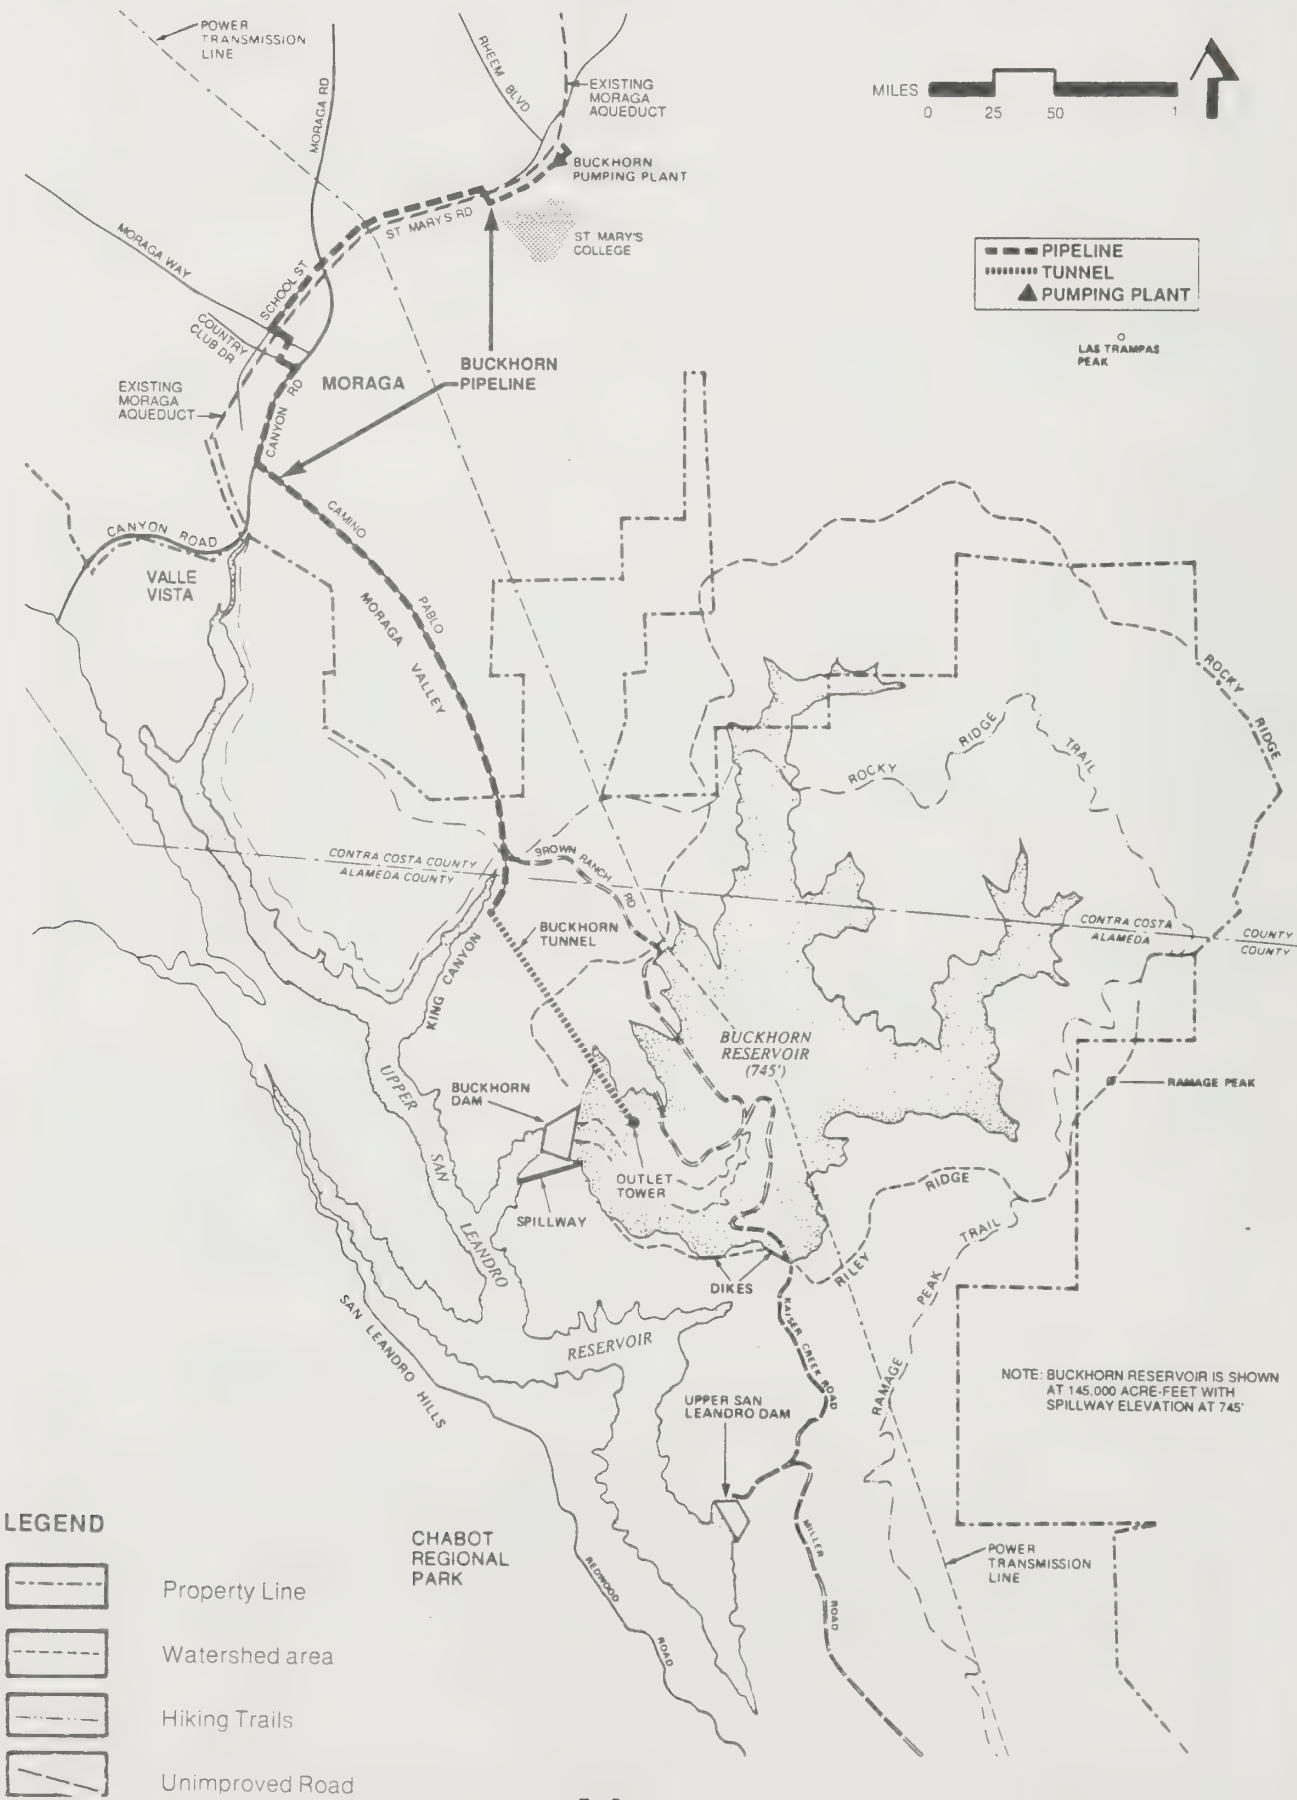 POWER
TRANSMISSION
LINE
MORAGA RD
RHEEM BLVD
EXISTING
MORAGA
AQUEDUCT
BUCKHORN
PUMPING PLANT
MILES
0 25 50 1
ST MARY'S RD
ST MARY'S
COLLEGE
MORAGA WAY
SCHOOL ST
COUNTRY
CLUB DR
PIPELINE
TUNNEL
PUMPING PLANT
LAS TRAMPAS
PEAK
EXISTING
MORAGA
AQUEDUCT
CANYON RD
MORAGA
BUCKHORN
PIPELINE
CANYON ROAD
VALLE
VISTA
CAMINO
PABLO
MORAGA VALLEY
ROCKY
RIDGE
ROCKY RIDGE TRAIL
CONTRA COSTA COUNTY
ALAMEDA COUNTY
BROWN RANCH RD
CONTRA COSTA COUNTY
ALAMEDA COUNTY
BUCKHORN
TUNNEL
KING CANYON
BUCKHORN
RESERVOIR
(745')
RAMAGE PEAK
BUCKHORN
DAM
UPPER
SAN
LEANDRO
RESERVOIR
OUTLET
TOWER
SPILLWAY
DIKES
RILEY RIDGE
RAMAGE PEAK TRAIL
KAISER CREEK ROAD
SAN LEANDRO HILLS
UPPER SAN
LEANDRO DAM
NOTE: BUCKHORN RESERVOIR IS SHOWN
AT 145,000 ACRE-FEET WITH
SPILLWAY ELEVATION AT 745'
MILLER ROAD
POWER
TRANSMISSION
LINE
CHABOT
REGIONAL
PARK
REDWOOD ROAD
LEGEND
Property Line
Watershed area
Hiking Trails
Unimproved Road